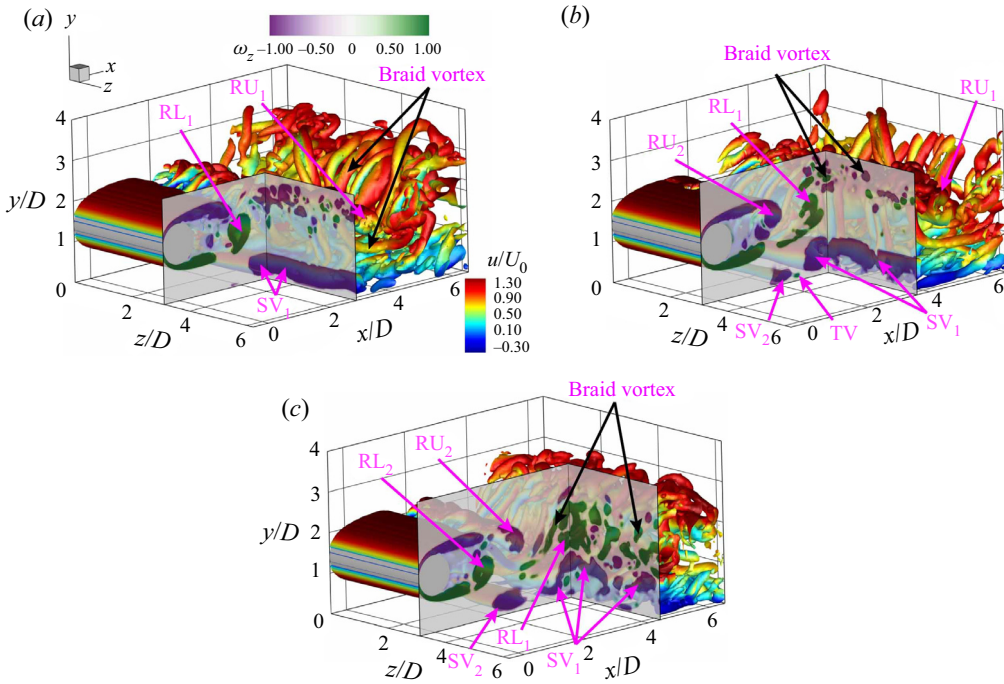 (a)
y
x
z
ω_z −1.00 −0.50 0 0.50 1.00
Braid vortex
RU₁
RL₁
4
3
2
1
0
y/D
2
4
6
z/D
0
2
4
6
x/D
SV₁
u/U₀
1.30
0.90
0.50
0.10
−0.30
(b)
Braid vortex
RU₁
RL₁
RU₂
4
3
2
1
0
y/D
2
4
6
z/D
0
2
4
6
x/D
SV₂
TV
SV₁
(c)
Braid vortex
RU₂
RL₂
4
3
2
1
0
y/D
2
4
6
z/D
0
2
4
6
x/D
SV₂
RL₁
SV₁